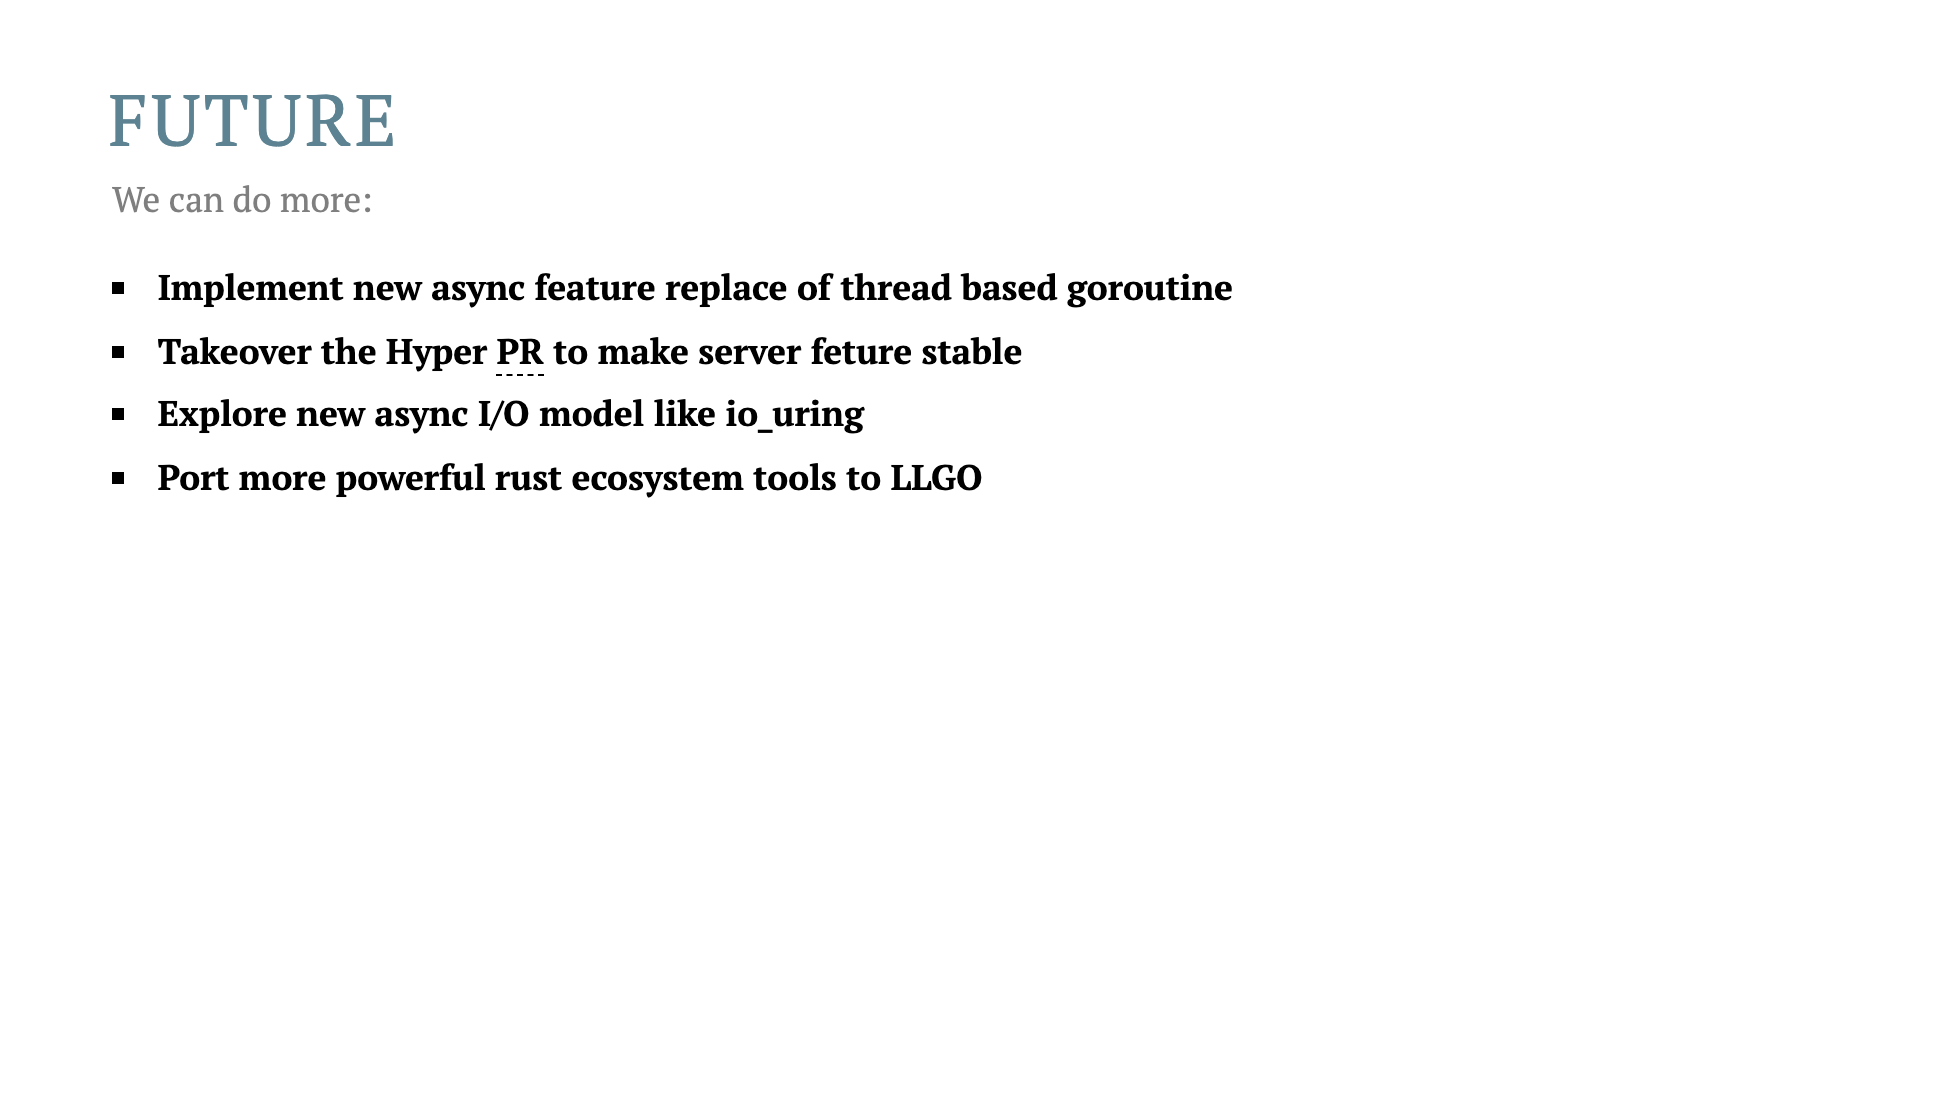 FUTURE
We can do more:
▪ Implement new async feature replace of thread based goroutine
▪ Takeover the Hyper PR to make server feture stable
▪ Explore new async I/O model like io_uring
▪ Port more powerful rust ecosystem tools to LLGO